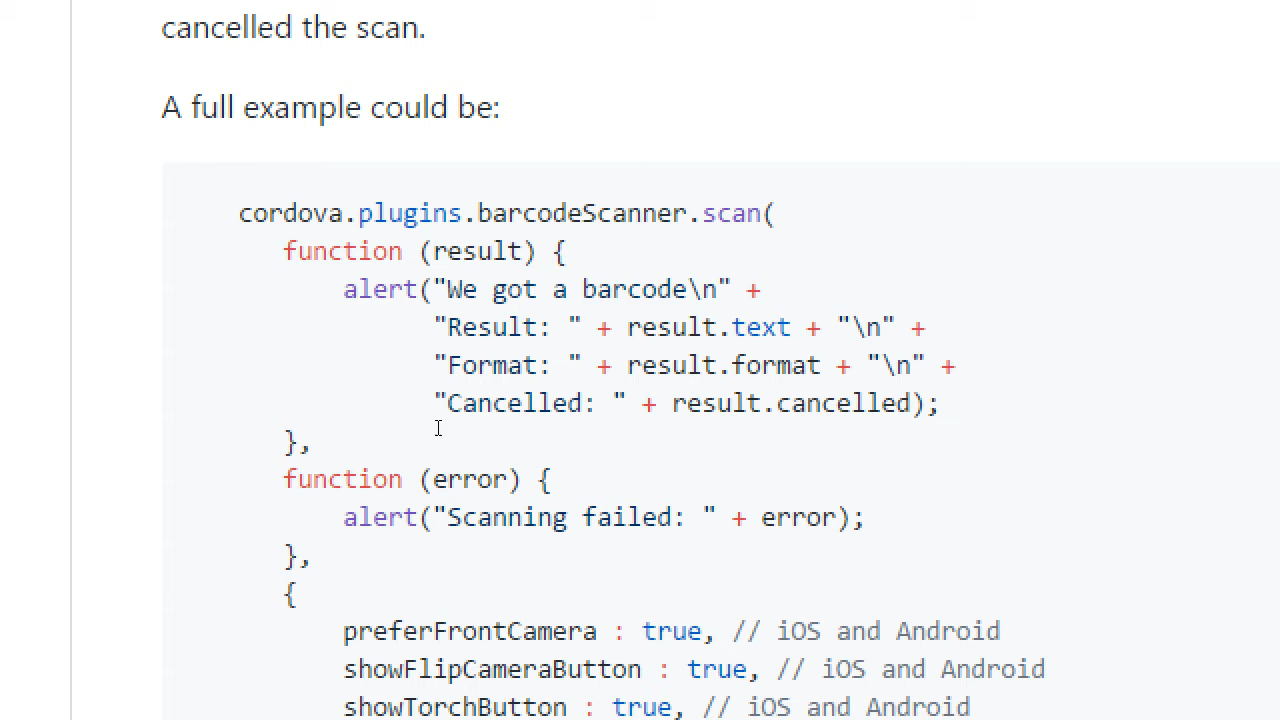 cancelled the scan.
A full example could be:
cordova.plugins.barcodeScanner.scan(
function (result) {
alert("We got a barcode\n" +
"Result: " + result.text + "\n" +
"Format: " + result.format + "\n" +
"Cancelled: " + result.cancelled);
},
function (error) {
alert("Scanning failed: " + error);
},
{
preferFrontCamera : true, // iOS and Android
showFlipCameraButton : true, // iOS and Android
showTorchButton : true, // iOS and Android